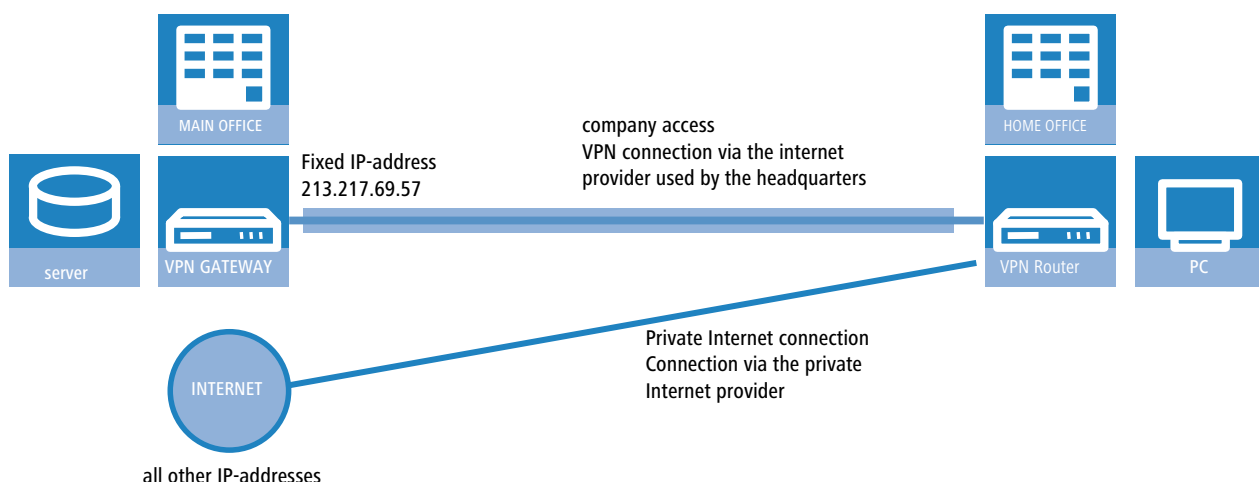 MAIN OFFICE
HOME OFFICE
company access
VPN connection via the internet
provider used by the headquarters
Fixed IP-address
213.217.69.57
server
VPN GATEWAY
VPN Router
PC
Private Internet connection
Connection via the private
Internet provider
INTERNET
all other IP-addresses